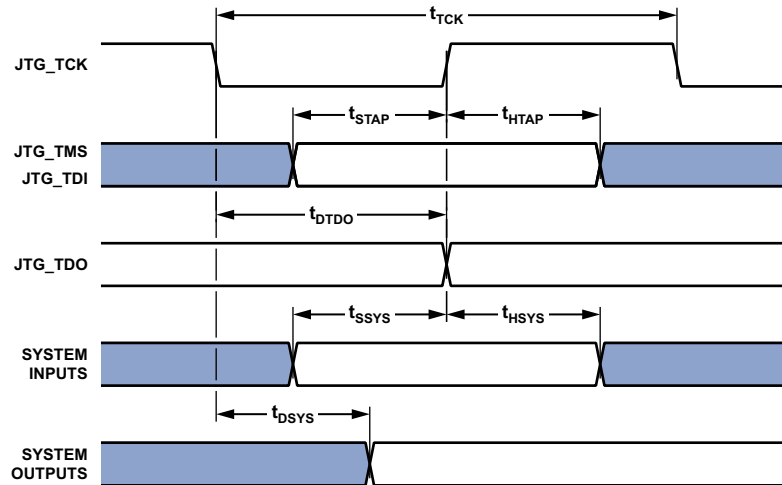 tTCK
JTG_TCK
tSTAP
tHTAP
JTG_TMS
JTG_TDI
tDTDO
JTG_TDO
tSSYS
tHSYS
SYSTEM
INPUTS
tDSYS
SYSTEM
OUTPUTS